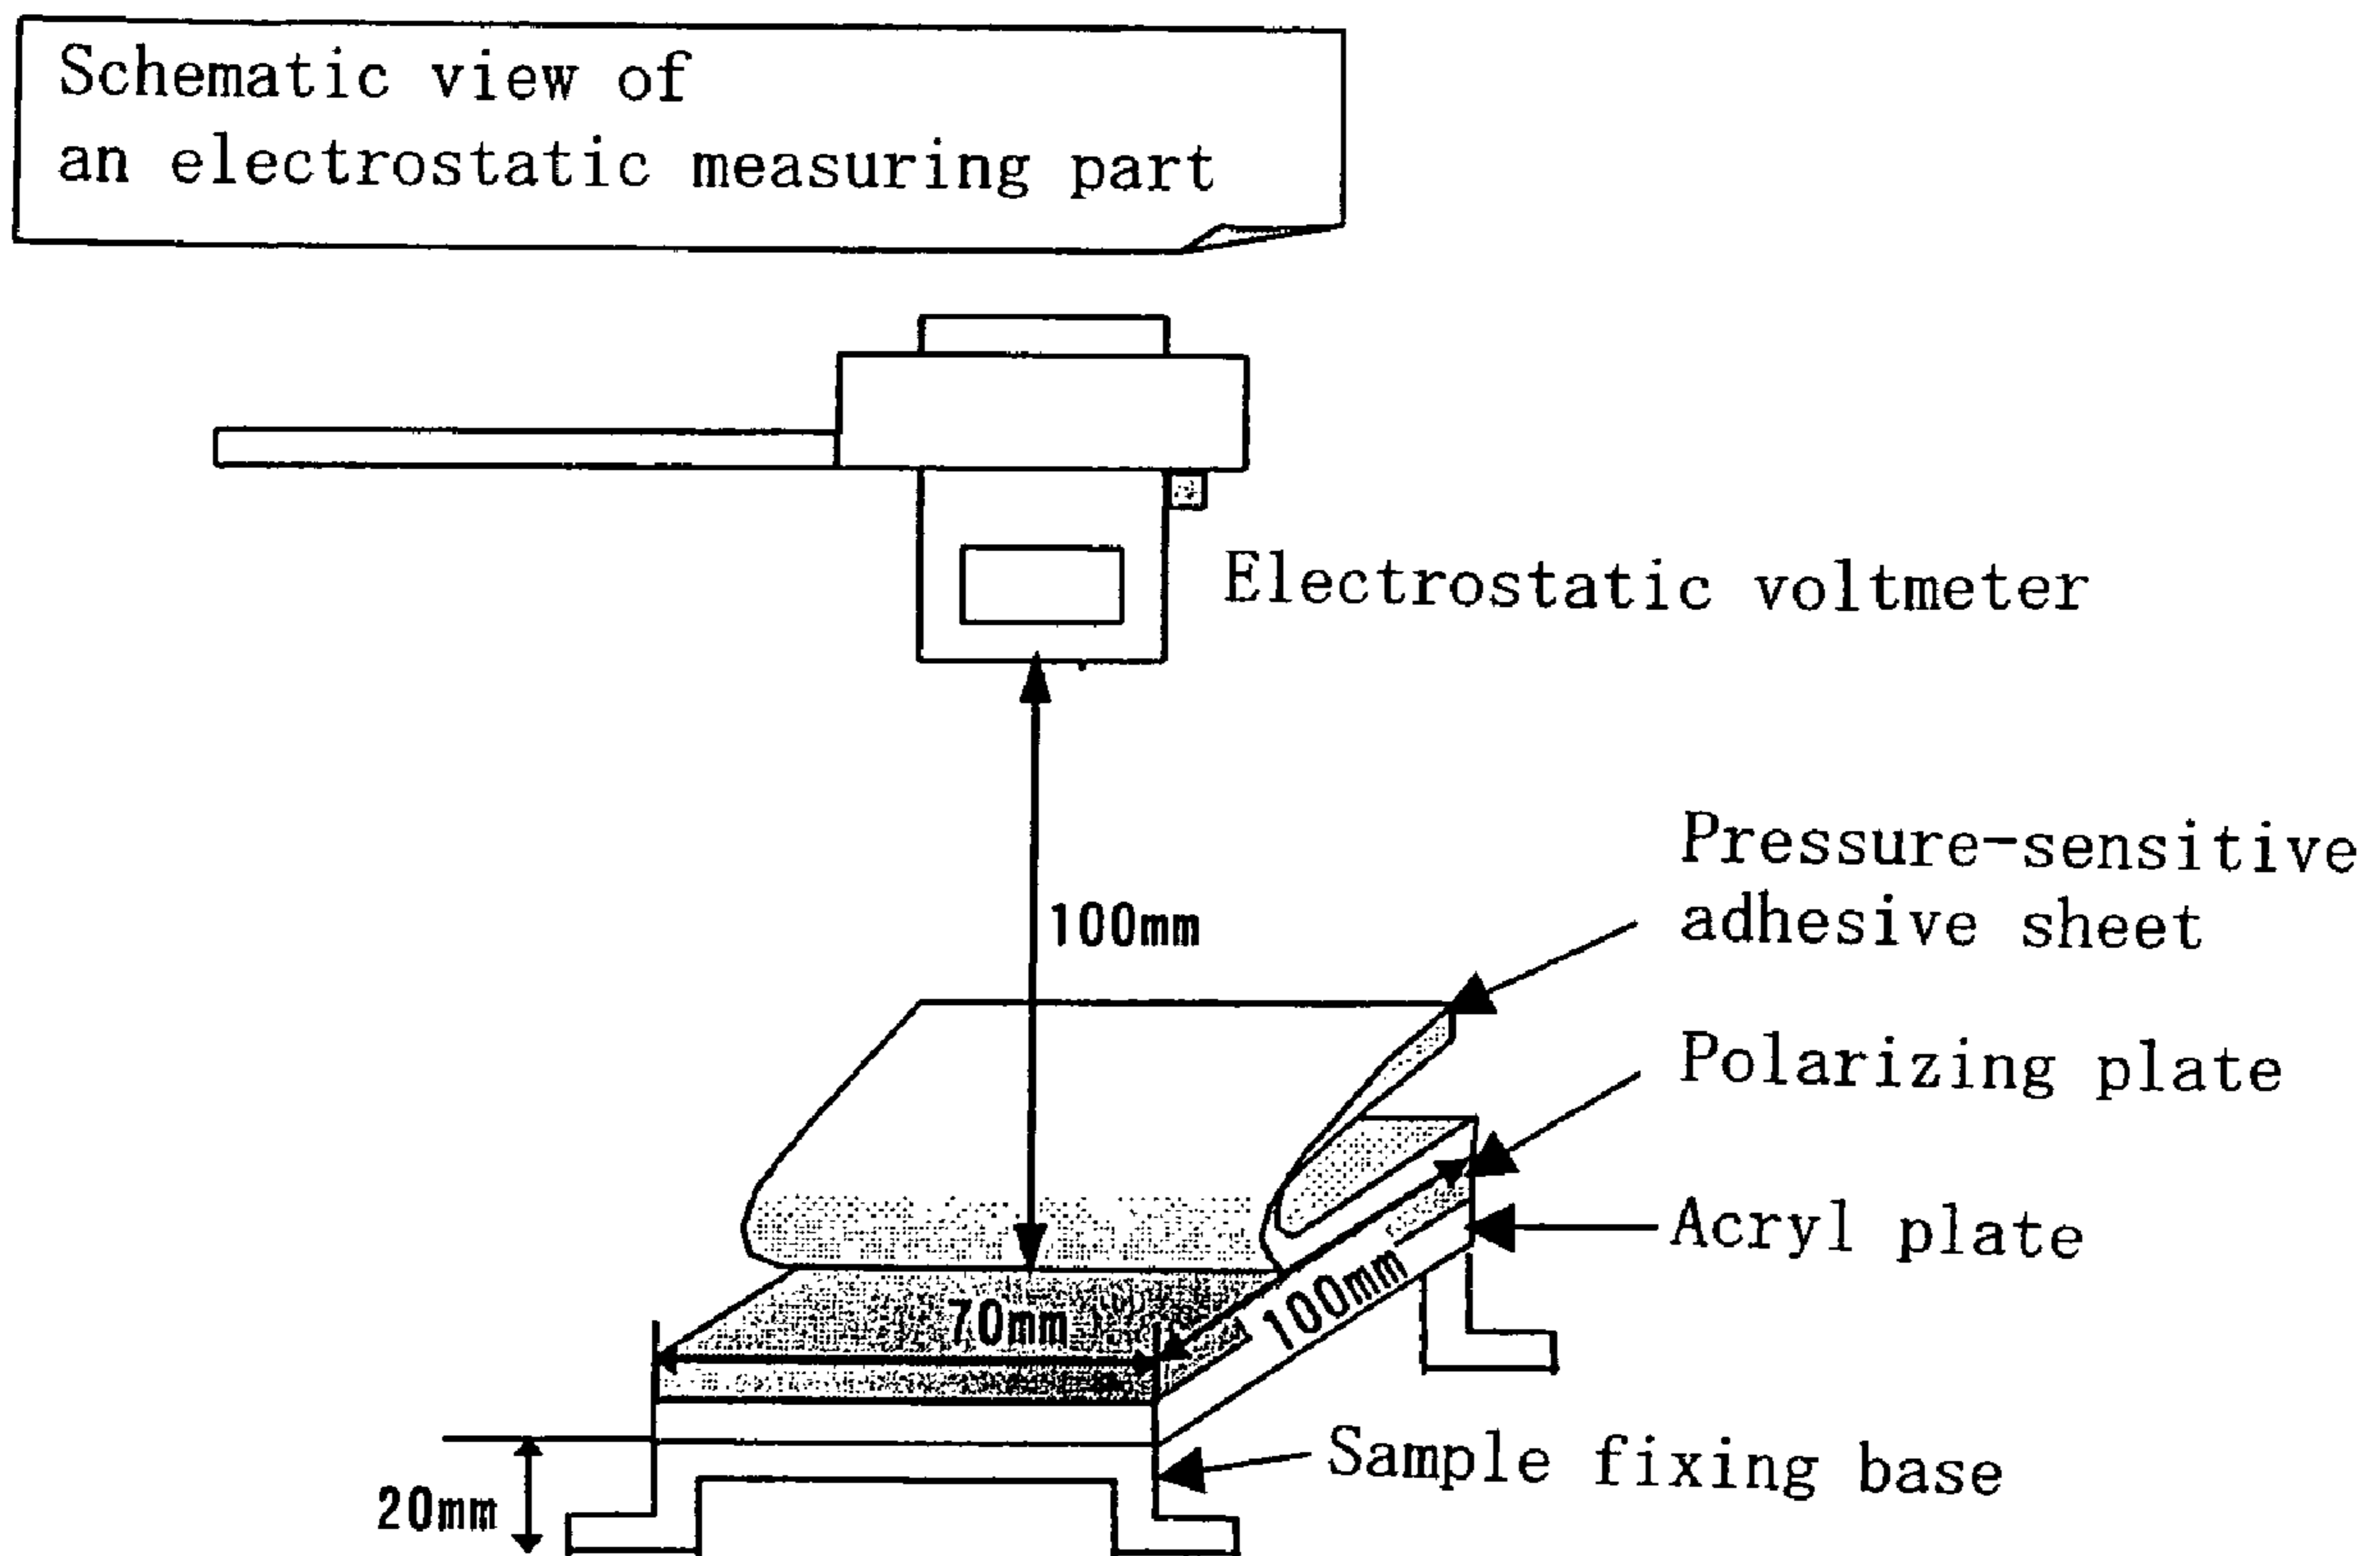 Schematic view of
an electrostatic measuring part
Electrostatic voltmeter
100mm
Pressure-sensitive
adhesive sheet
Polarizing plate
Acryl plate
100mm
70mm
Sample fixing base
20mm